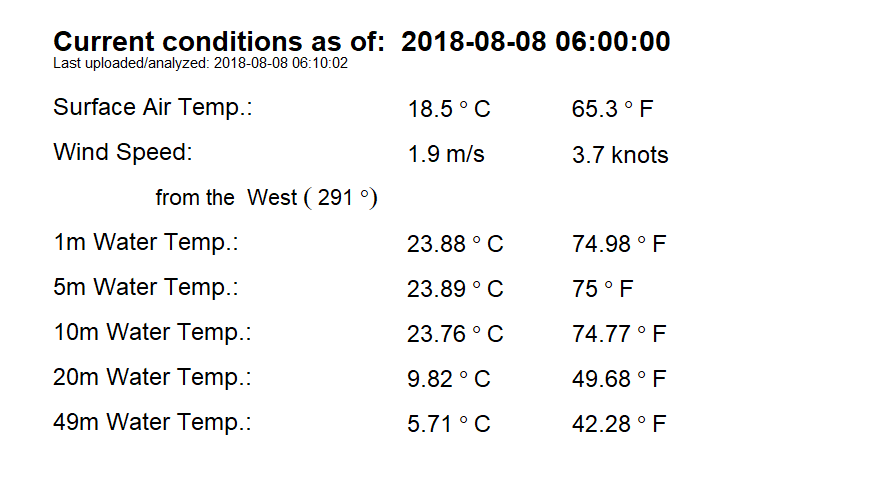 Current conditions as of: 2018-08-08 06:00:00
Last uploaded/analyzed: 2018-08-08 06:10:02
Surface Air Temp.: 18.5 ° C 65.3 ° F
Wind Speed: 1.9 m/s 3.7 knots
from the West ( 291 °)
1m Water Temp.: 23.88 ° C 74.98 ° F
5m Water Temp.: 23.89 ° C 75 ° F
10m Water Temp.: 23.76 ° C 74.77 ° F
20m Water Temp.: 9.82 ° C 49.68 ° F
49m Water Temp.: 5.71 ° C 42.28 ° F